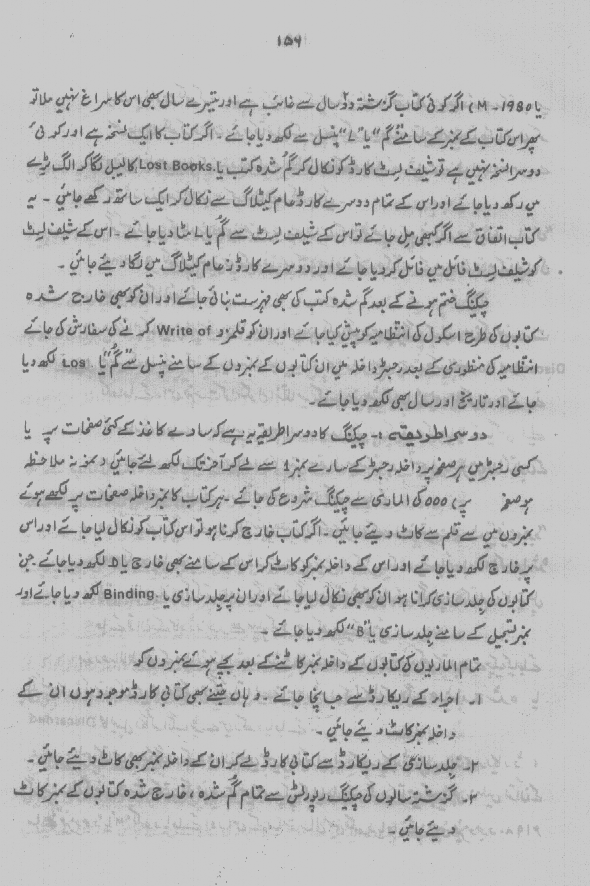 ۱۵۶
یا 1980-M) اگر کوئی کتاب گزشتہ دو سال سے غائب ہے اور تیسرے سال بھی اس کا سراغ نہیں ملا تو
پھر اس کتاب کے نمبر کے سامنے "گم" یا "L" پنسل سے لکھ دیا جائے۔ اگر کتاب کا ایک نسخہ ہے اور کوئی
دوسرا نسخہ نہیں ہے تو شیلف لسٹ کارڈ کو نکال کر گم شدہ کتب یا .Lost Books کا لیبل لگا کر الگ ٹرے
میں رکھ دیا جائے اور اس کے تمام دوسرے کارڈ عام کیٹلاگ سے نکال کر ایک ساتھ رکھے جائیں۔ یہ
کتاب اتفاق سے اگر کبھی مل جائے تو اس کے شیلف لسٹ سے گم یا L مٹا دیا جائے۔ اس کے شیلف لسٹ
کو شیلف لسٹ فائل میں فائل کر دیا جائے اور دوسرے کارڈز عام کیٹلاگ میں لگا دیئے جائیں۔
چیکنگ ختم ہونے کے بعد گم شدہ کتب کی بھی فہرست بنائی جائے اور ان کو بھی خارج شدہ
کتابوں کی طرح اسکول کی انتظامیہ کو پیش کیا جائے اور ان کو قلمزد Write of کرنے کی سفارش کی جائے
انتظامیہ کی منظوری کے بعد رجسٹر داخلہ میں ان کتابوں کے نمبروں کے سامنے پنسل سے "گم" یا .Los لکھ دیا
جائے اور تاریخ اور سال بھی لکھ دیا جائے۔
دوسرا طریقہ :۔ چیکنگ کا دوسرا طریقہ یہ ہے کہ سادے کاغذ کے کئی صفحات پر یا
کسی رجسٹر میں ہر صفحہ پر داخلہ رجسٹر کے سارے نمبر 1 سے لے کر آخر تک لکھ لئے جائیں (نمونہ ملاحظہ
ہو صفحہ پر) 000 کی الماری سے چیکنگ شروع کی جائے۔ ہر کتاب کا نمبر داخلہ صفحات پر لکھے ہوئے
نمبروں میں سے قلم سے کاٹ دیئے جائیں۔ اگر کتاب خارج کرنا ہو تو اس کتاب کو نکال لیا جائے اور اس
پر خارج لکھ دیا جائے اور اس کے داخلہ نمبر کو کاٹ کر اس کے سامنے بھی خارج یا D لکھ دیا جائے۔ جن
کتابوں کی جلد سازی کرانا ہو ان کو بھی نکال لیا جائے اور ان پر جلد سازی یا .Binding لکھ دیا جائے اور
نمبر تسجیل کے سامنے جلد سازی یا "B" لکھ دیا جائے۔
تمام الماریوں کی کتابوں کے داخلہ نمبر کاٹنے کے بعد بچے ہوئے نمبروں کو
۱۔ اجراء کے ریکارڈ سے جانچا جائے۔ وہاں جتنے بھی کتابی کارڈ موجود ہوں ان کے
داخلہ نمبر کاٹ دیئے جائیں۔
۲۔ جلد سازی کے ریکارڈ سے کتابی کارڈ لے کر ان کے داخلہ نمبر بھی کاٹ دیئے جائیں۔
۳۔ گزشتہ سالوں کی چیکنگ رپورٹس سے تمام گم شدہ، خارج شدہ کتابوں کے نمبر کاٹ
دیئے جائیں۔